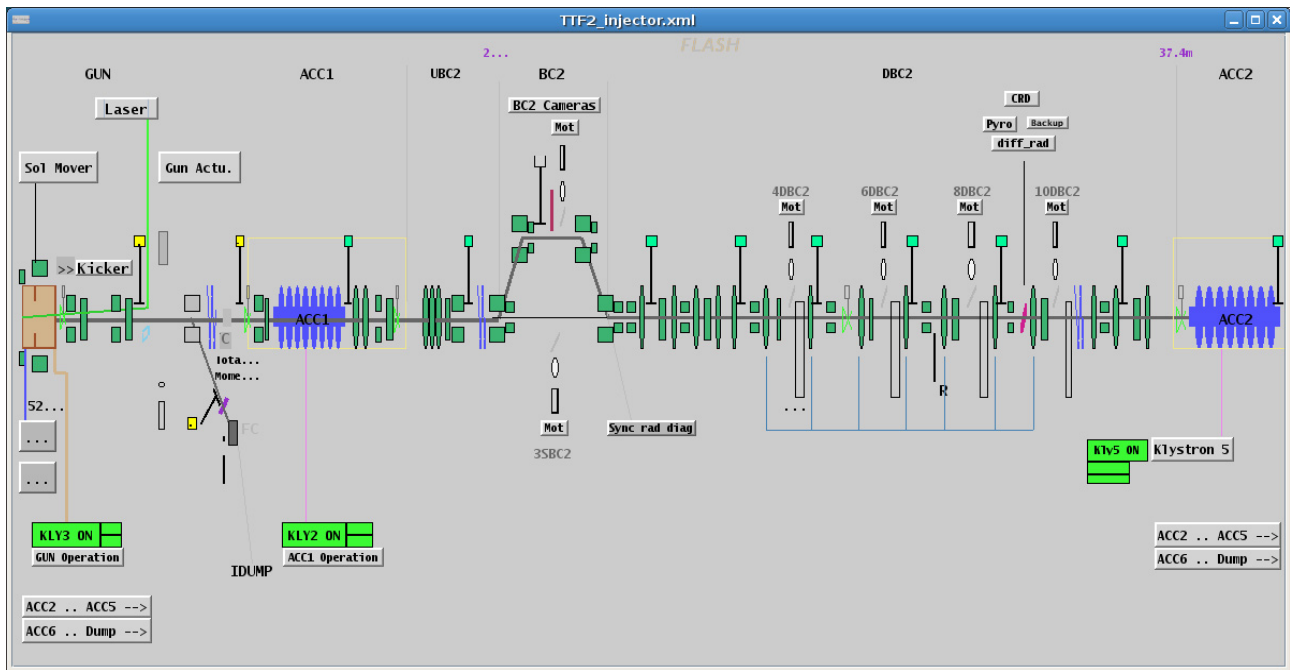 TTF2_injector.xml
FLASH
2... 37.4m
GUN ACC1 UBC2 BC2 DBC2 ACC2
Laser
BC2 Cameras
CRD
Mot
Pyro Backup
diff_rad
Sol Mover Gun Actu.
4DBC2 6DBC2 8DBC2 10DBC2
Mot Mot Mot Mot
>>Kicker
ACC1 ACC2
C
Iota...
Mome...
R
52... ...
FC
Mot Sync rad diag
...
3SBC2
Kly5 ON Klystron 5
...
KLY3 ON KLY2 ON
ACC2 .. ACC5 -->
GUN Operation ACC1 Operation
ACC6 .. Dump -->
IDUMP
ACC2 .. ACC5 -->
ACC6 .. Dump -->